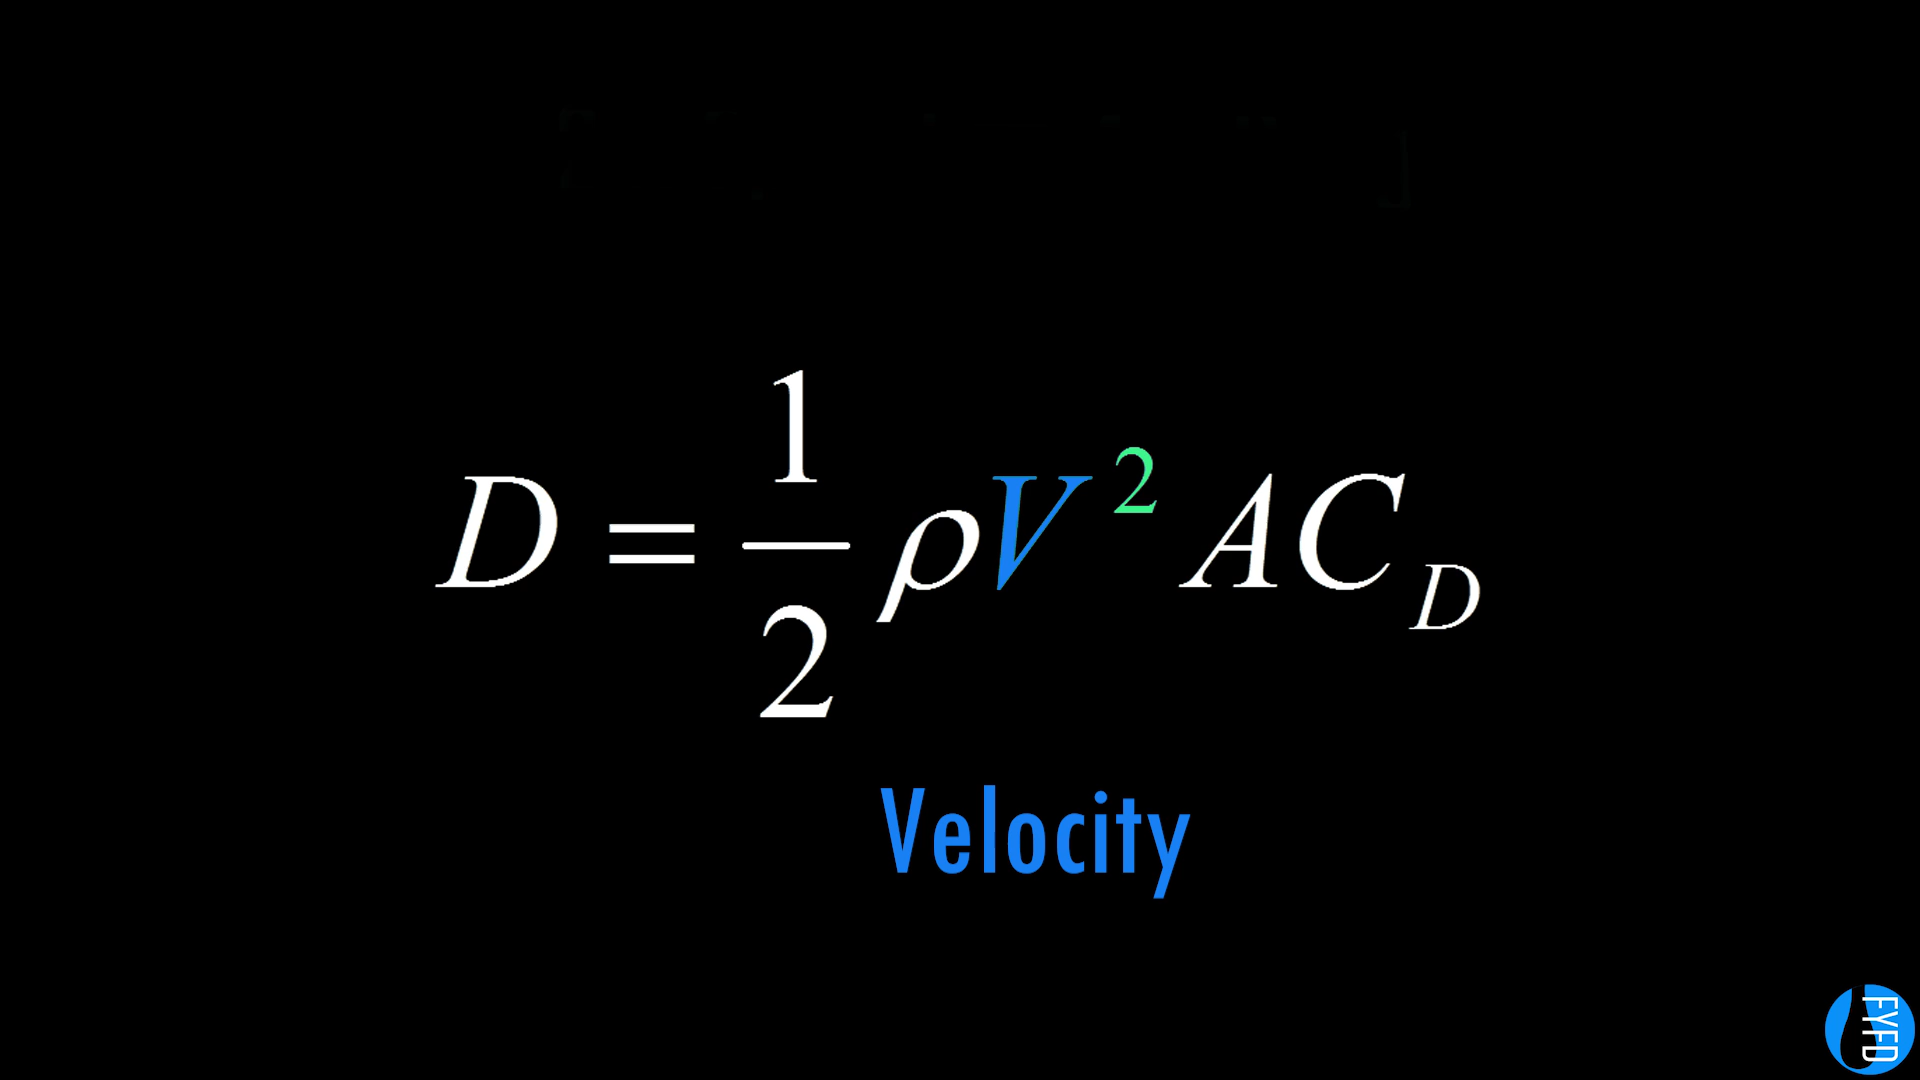 D = 1/2 ρV² AC_D
Velocity
FYFD